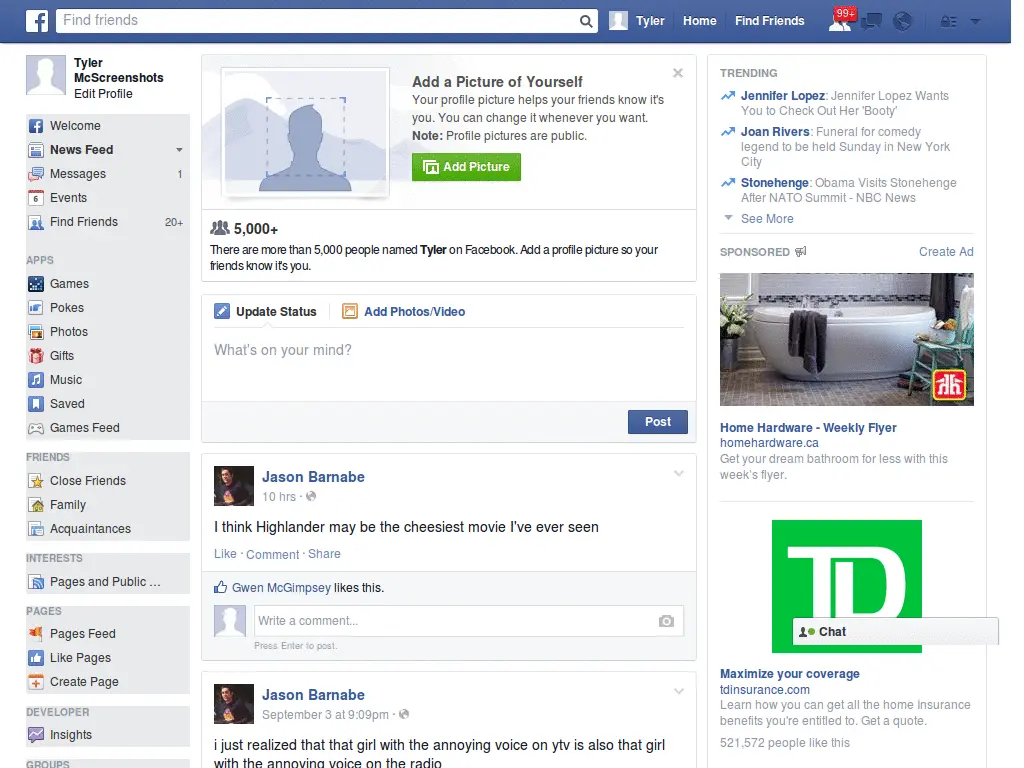 Find friends
Tyler
Home
Find Friends
99+
Tyler
McScreenshots
Edit Profile
Welcome
News Feed
Messages 1
Events
Find Friends 20+
APPS
Games
Pokes
Photos
Gifts
Music
Saved
Games Feed
FRIENDS
Close Friends
Family
Acquaintances
INTERESTS
Pages and Public ...
PAGES
Pages Feed
Like Pages
Create Page
DEVELOPER
Insights
GROUPS
Add a Picture of Yourself
Your profile picture helps your friends know it's
you. You can change it whenever you want.
Note: Profile pictures are public.
Add Picture
5,000+
There are more than 5,000 people named Tyler on Facebook. Add a profile picture so your
friends know it's you.
Update Status
Add Photos/Video
What's on your mind?
Post
Jason Barnabe
10 hrs ·
I think Highlander may be the cheesiest movie I've ever seen
Like · Comment · Share
Gwen McGimpsey likes this.
Write a comment...
Press Enter to post.
Jason Barnabe
September 3 at 9:09pm ·
i just realized that that girl with the annoying voice on ytv is also that girl
with the annoying voice on the radio
TRENDING
Jennifer Lopez: Jennifer Lopez Wants
You to Check Out Her 'Booty'
Joan Rivers: Funeral for comedy
legend to be held Sunday in New York
City
Stonehenge: Obama Visits Stonehenge
After NATO Summit - NBC News
See More
SPONSORED
Create Ad
Home Hardware - Weekly Flyer
homehardware.ca
Get your dream bathroom for less with this
week's flyer.
TD
Chat
Maximize your coverage
tdinsurance.com
Learn how you can get all the home Insurance
benefits you're entitled to. Get a quote.
521,572 people like this